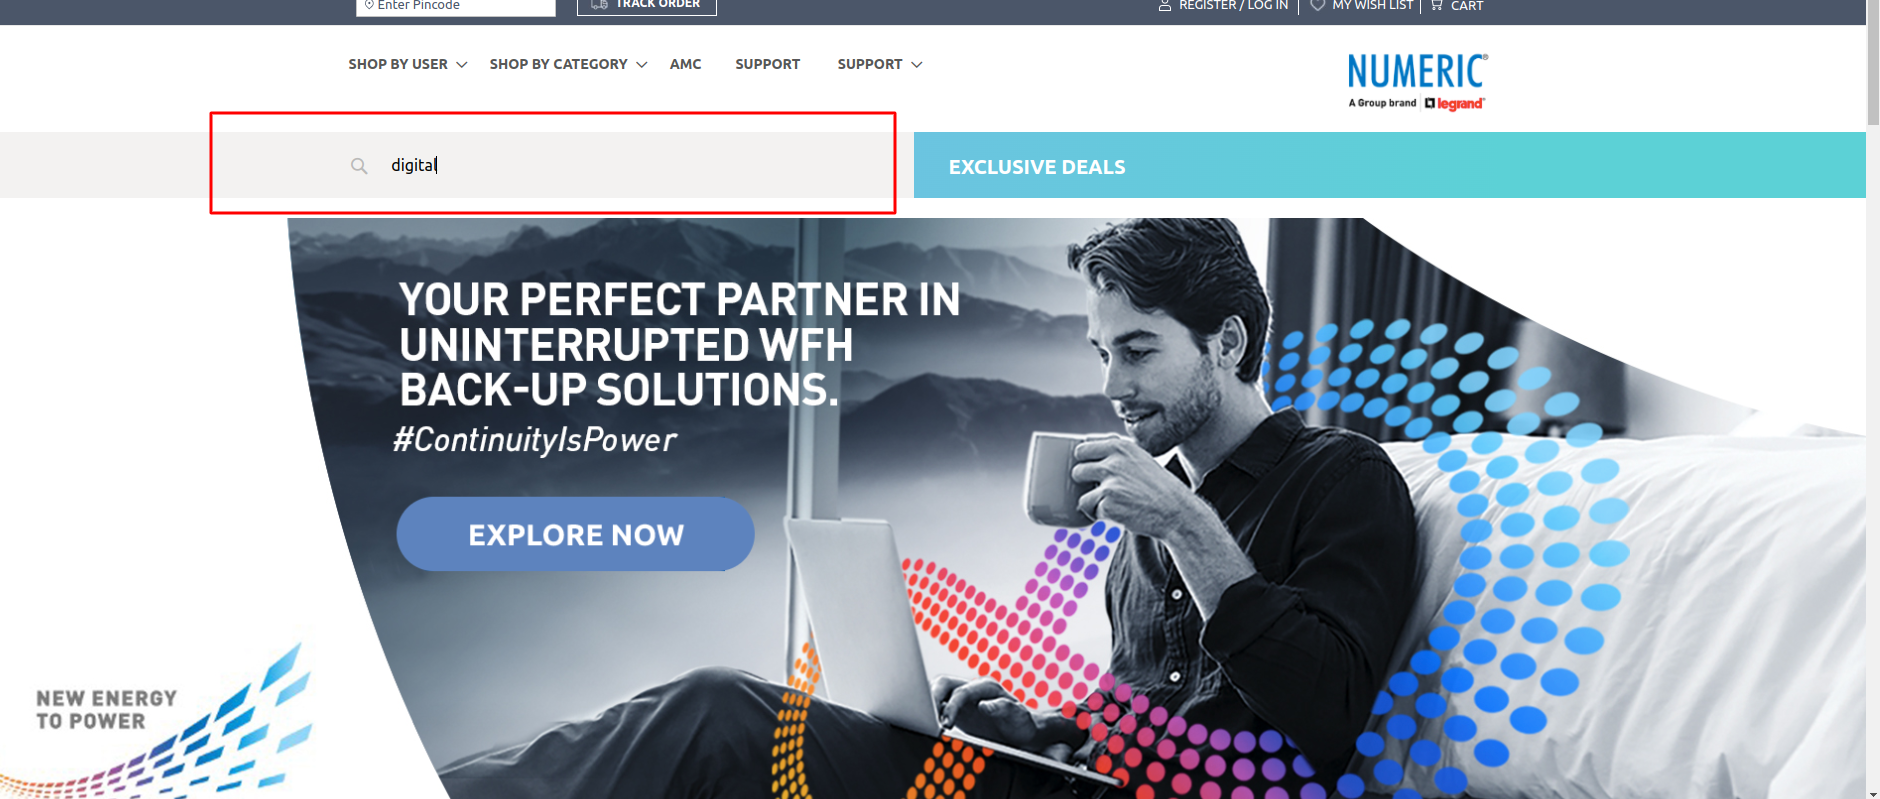 Enter Pincode
TRACK ORDER
REGISTER / LOG IN
MY WISH LIST
CART
SHOP BY USER
SHOP BY CATEGORY
AMC
SUPPORT
SUPPORT
NUMERIC®
A Group brand legrand®
digital
EXCLUSIVE DEALS
YOUR PERFECT PARTNER IN
UNINTERRUPTED WFH
BACK-UP SOLUTIONS.
#ContinuityIsPower
EXPLORE NOW
NEW ENERGY
TO POWER